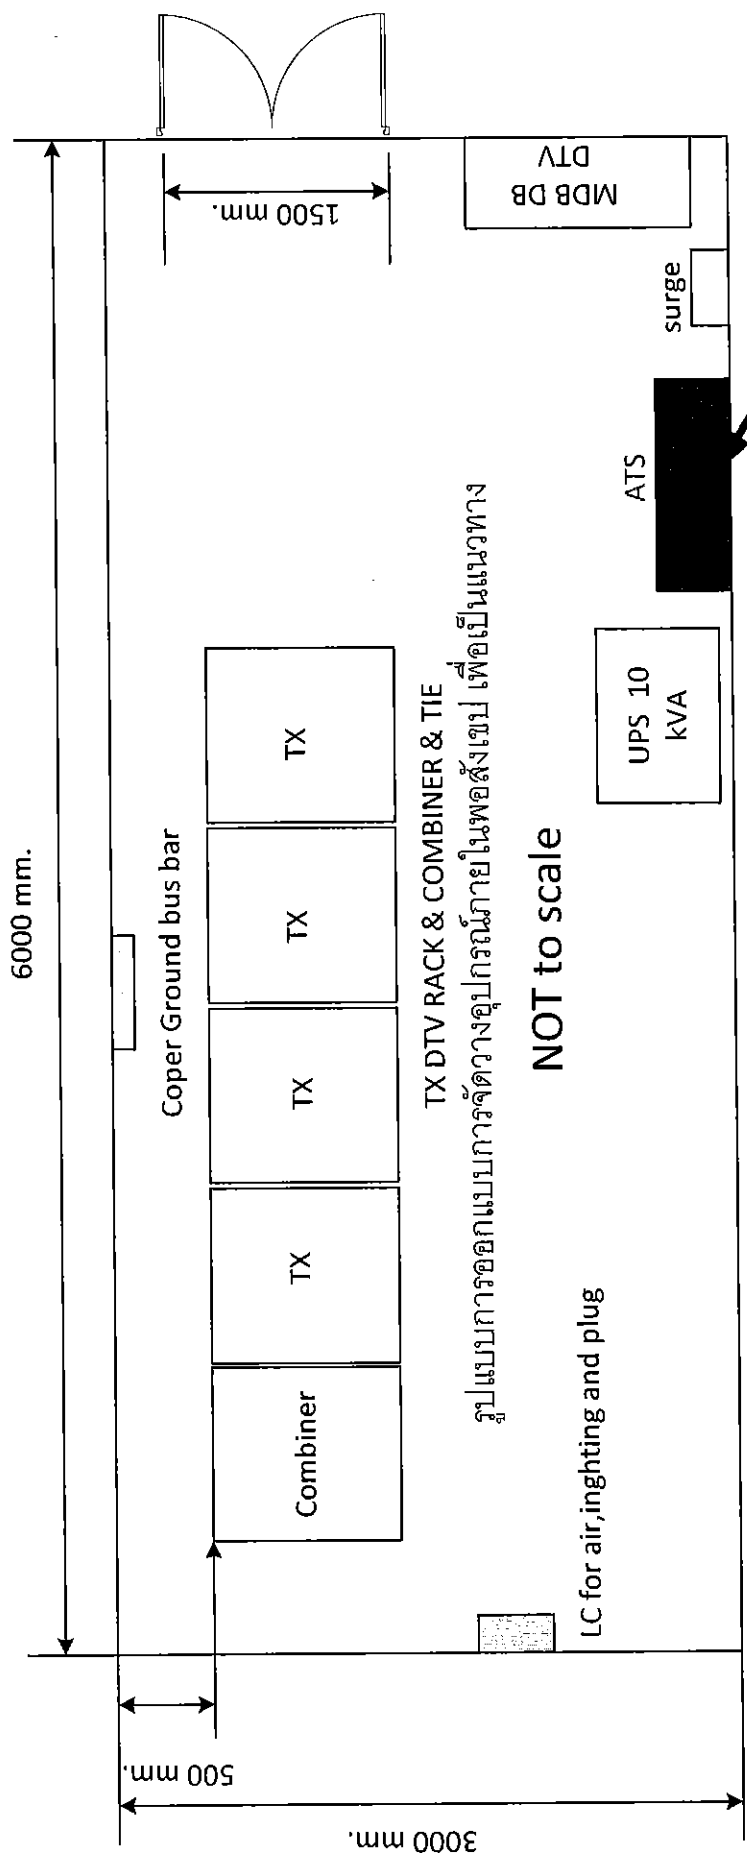 6000 mm.
1500 mm.
500 mm.
3000 mm.
Coper Ground bus bar
Combiner
TX
TX
TX
TX
TX DTV RACK & COMBINER & TIE
รูปแบบการออกแบบการจัดวางอุปกรณ์ภายในพอสังเขป เพื่อเป็นแนวทาง
NOT to scale
MDB DB
DTV
surge
ATS
UPS 10
kVA
LC for air,inghting and plug